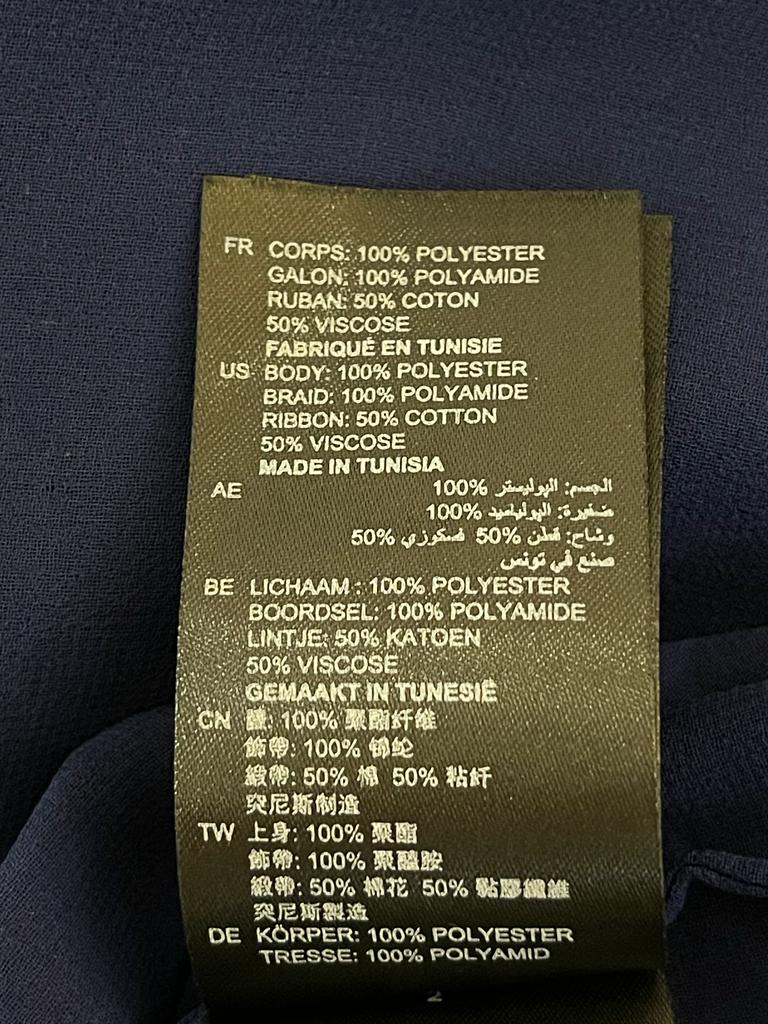 FR CORPS: 100% POLYESTER
GALON: 100% POLYAMIDE
RUBAN: 50% COTON
50% VISCOSE
FABRIQUÉ EN TUNISIE
US BODY: 100% POLYESTER
BRAID: 100% POLYAMIDE
RIBBON: 50% COTTON
50% VISCOSE
MADE IN TUNISIA
AE الجسم: البوليستر 100%
ضفيرة: البولياميد 100%
وشاح: قطن 50% فسكوزي 50%
صنع في تونس
BE LICHAAM : 100% POLYESTER
BOORDSEL: 100% POLYAMIDE
LINTJE: 50% KATOEN
50% VISCOSE
GEMAAKT IN TUNESIË
CN 體: 100% 聚酯纤维
飾帶: 100% 锦纶
緞帶: 50% 棉 50% 粘纤
突尼斯制造
TW 上身: 100% 聚酯
飾帶: 100% 聚醯胺
緞帶: 50% 棉花 50% 黏膠纖維
突尼斯製造
DE KÖRPER: 100% POLYESTER
TRESSE: 100% POLYAMID
2